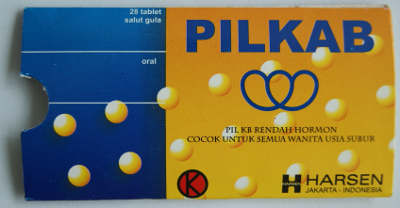 28 tablet
salut gula
oral
PILKAB
PIL KB RENDAH HORMON
COCOK UNTUK SEMUA WANITA USIA SUBUR
K
HARSEN
HARSEN
JAKARTA - INDONESIA